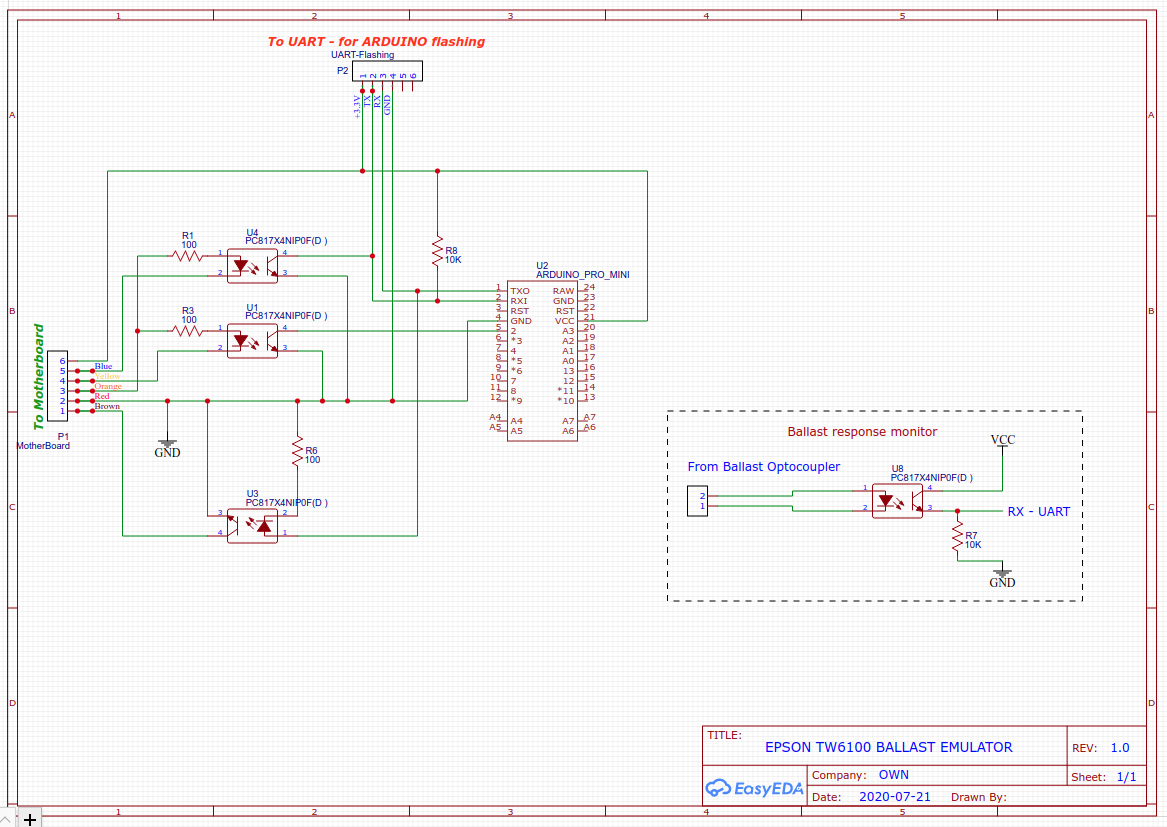 1 2 3 4 5
To UART - for ARDUINO flashing
UART-Flashing
P2
1 2 3 4 5 6
+3.3V
TX
RX
GND
A
A
B
B
C
C
D
D
R1
100
U4
PC817X4NIP0F(D )
1
2
4
3
R8
10K
R3
100
U1
PC817X4NIP0F(D )
1
2
4
3
U2
ARDUINO_PRO_MINI
1 TXO RAW 24
2 RXI GND 23
3 RST RST 22
4 GND VCC 21
5 2 A3 20
6 *3 A2 19
7 4 A1 18
8 *5 A0 17
9 *6 13 16
10 7 12 15
11 8 *11 14
12 *9 *10 13
A4 A4 A7 A7
A5 A5 A6 A6
To Motherboard
6
5 Blue
4 Yellow
3 Orange
2 Red
1 Brown
P1
MotherBoard
GND
R6
100
U3
PC817X4NIP0F(D )
3
4
2
1
Ballast response monitor
From Ballast Optocoupler
2
1
U8
PC817X4NIP0F(D )
1
2
4
3
VCC
RX - UART
R7
10K
GND
TITLE:
EPSON TW6100 BALLAST EMULATOR
REV: 1.0
EasyEDA
Company: OWN
Sheet: 1/1
Date: 2020-07-21 Drawn By:
1 2 3 4 5